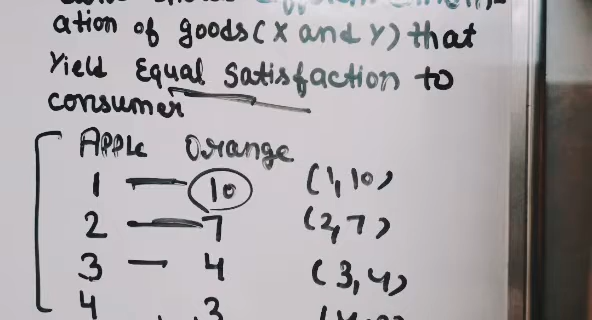 ation of goods (X and Y) that
Yield Equal Satisfaction to
consumer
Apple Orange
1 — 10 (1, 10)
2 — 7 (2, 7)
3 — 4 (3, 4)
4 3